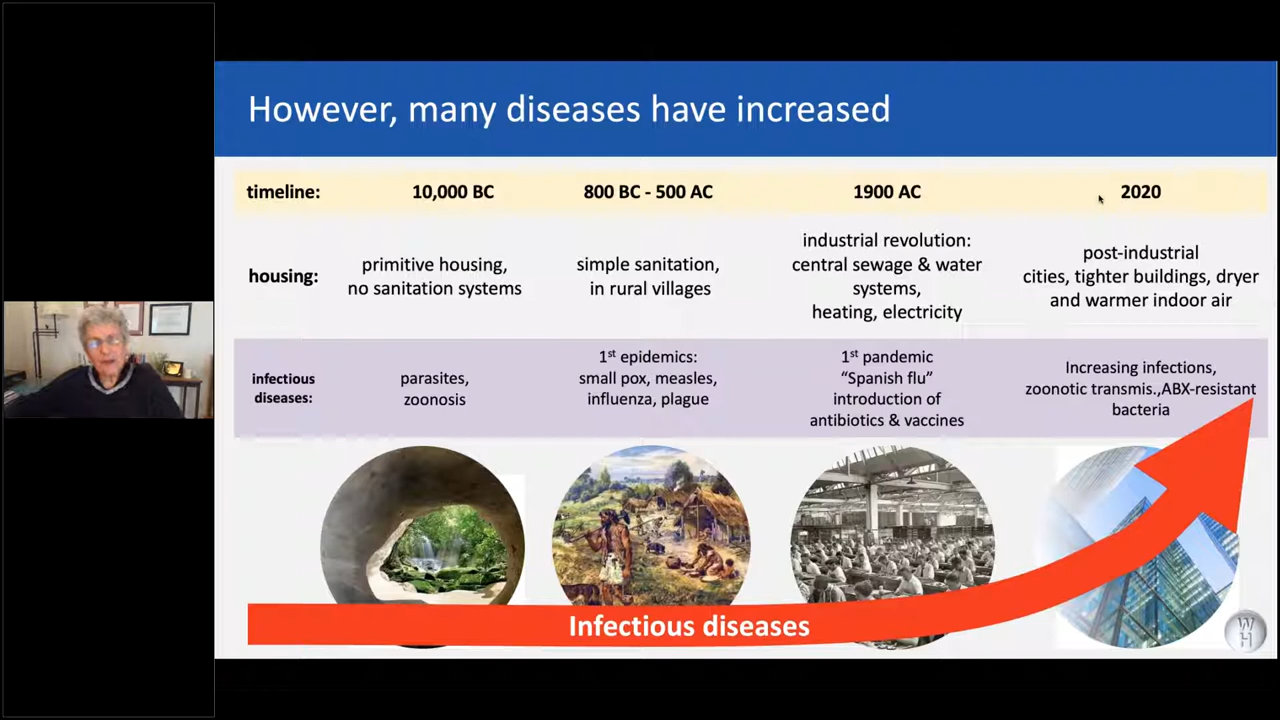 However, many diseases have increased
timeline:
10,000 BC
800 BC - 500 AC
1900 AC
2020
housing:
primitive housing,
no sanitation systems
simple sanitation,
in rural villages
industrial revolution:
central sewage & water
systems,
heating, electricity
post-industrial
cities, tighter buildings, dryer
and warmer indoor air
infectious
diseases:
parasites,
zoonosis
1st epidemics:
small pox, measles,
influenza, plague
1st pandemic
“Spanish flu”
introduction of
antibiotics & vaccines
Increasing infections,
zoonotic transmis.,ABX-resistant
bacteria
Infectious diseases
W
H